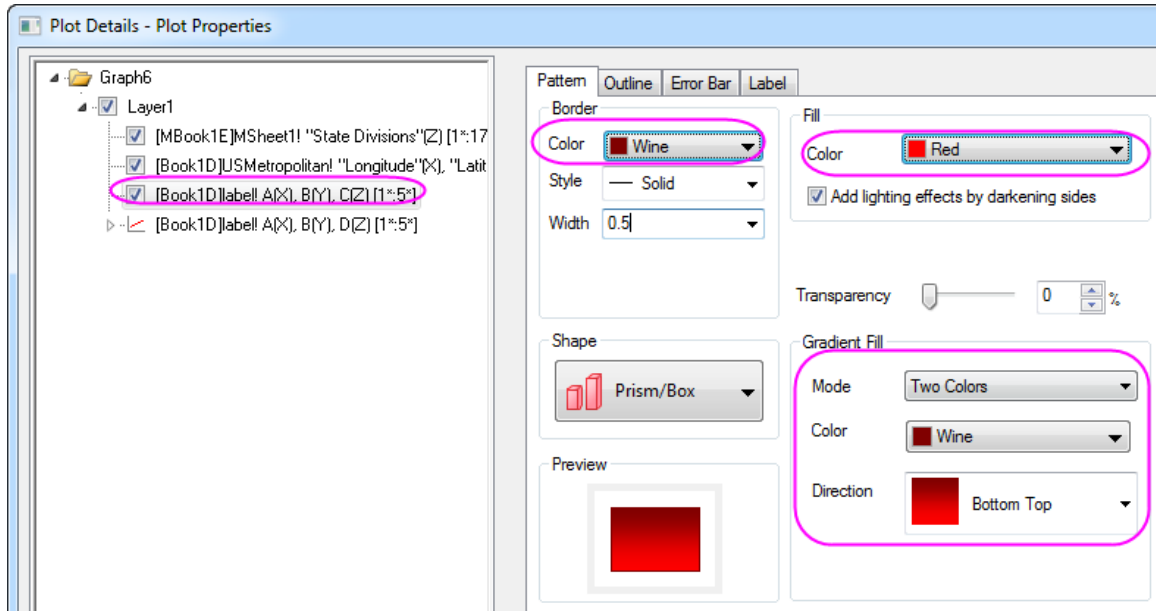 Plot Details - Plot Properties
Graph6
Layer1
[MBook1E]MSheet1! "State Divisions"(Z) [1*:17
[Book1D]USMetropolitan! "Longitude"(X), "Latit
[Book1D]label! A(X), B(Y), C(Z) [1*:5*]
[Book1D]label! A(X), B(Y), D(Z) [1*:5*]
Pattern Outline Error Bar Label
Border
Color Wine
Style Solid
Width 0.5
Fill
Color Red
Add lighting effects by darkening sides
Transparency 0 %
Shape
Prism/Box
Gradient Fill
Mode Two Colors
Color Wine
Direction Bottom Top
Preview